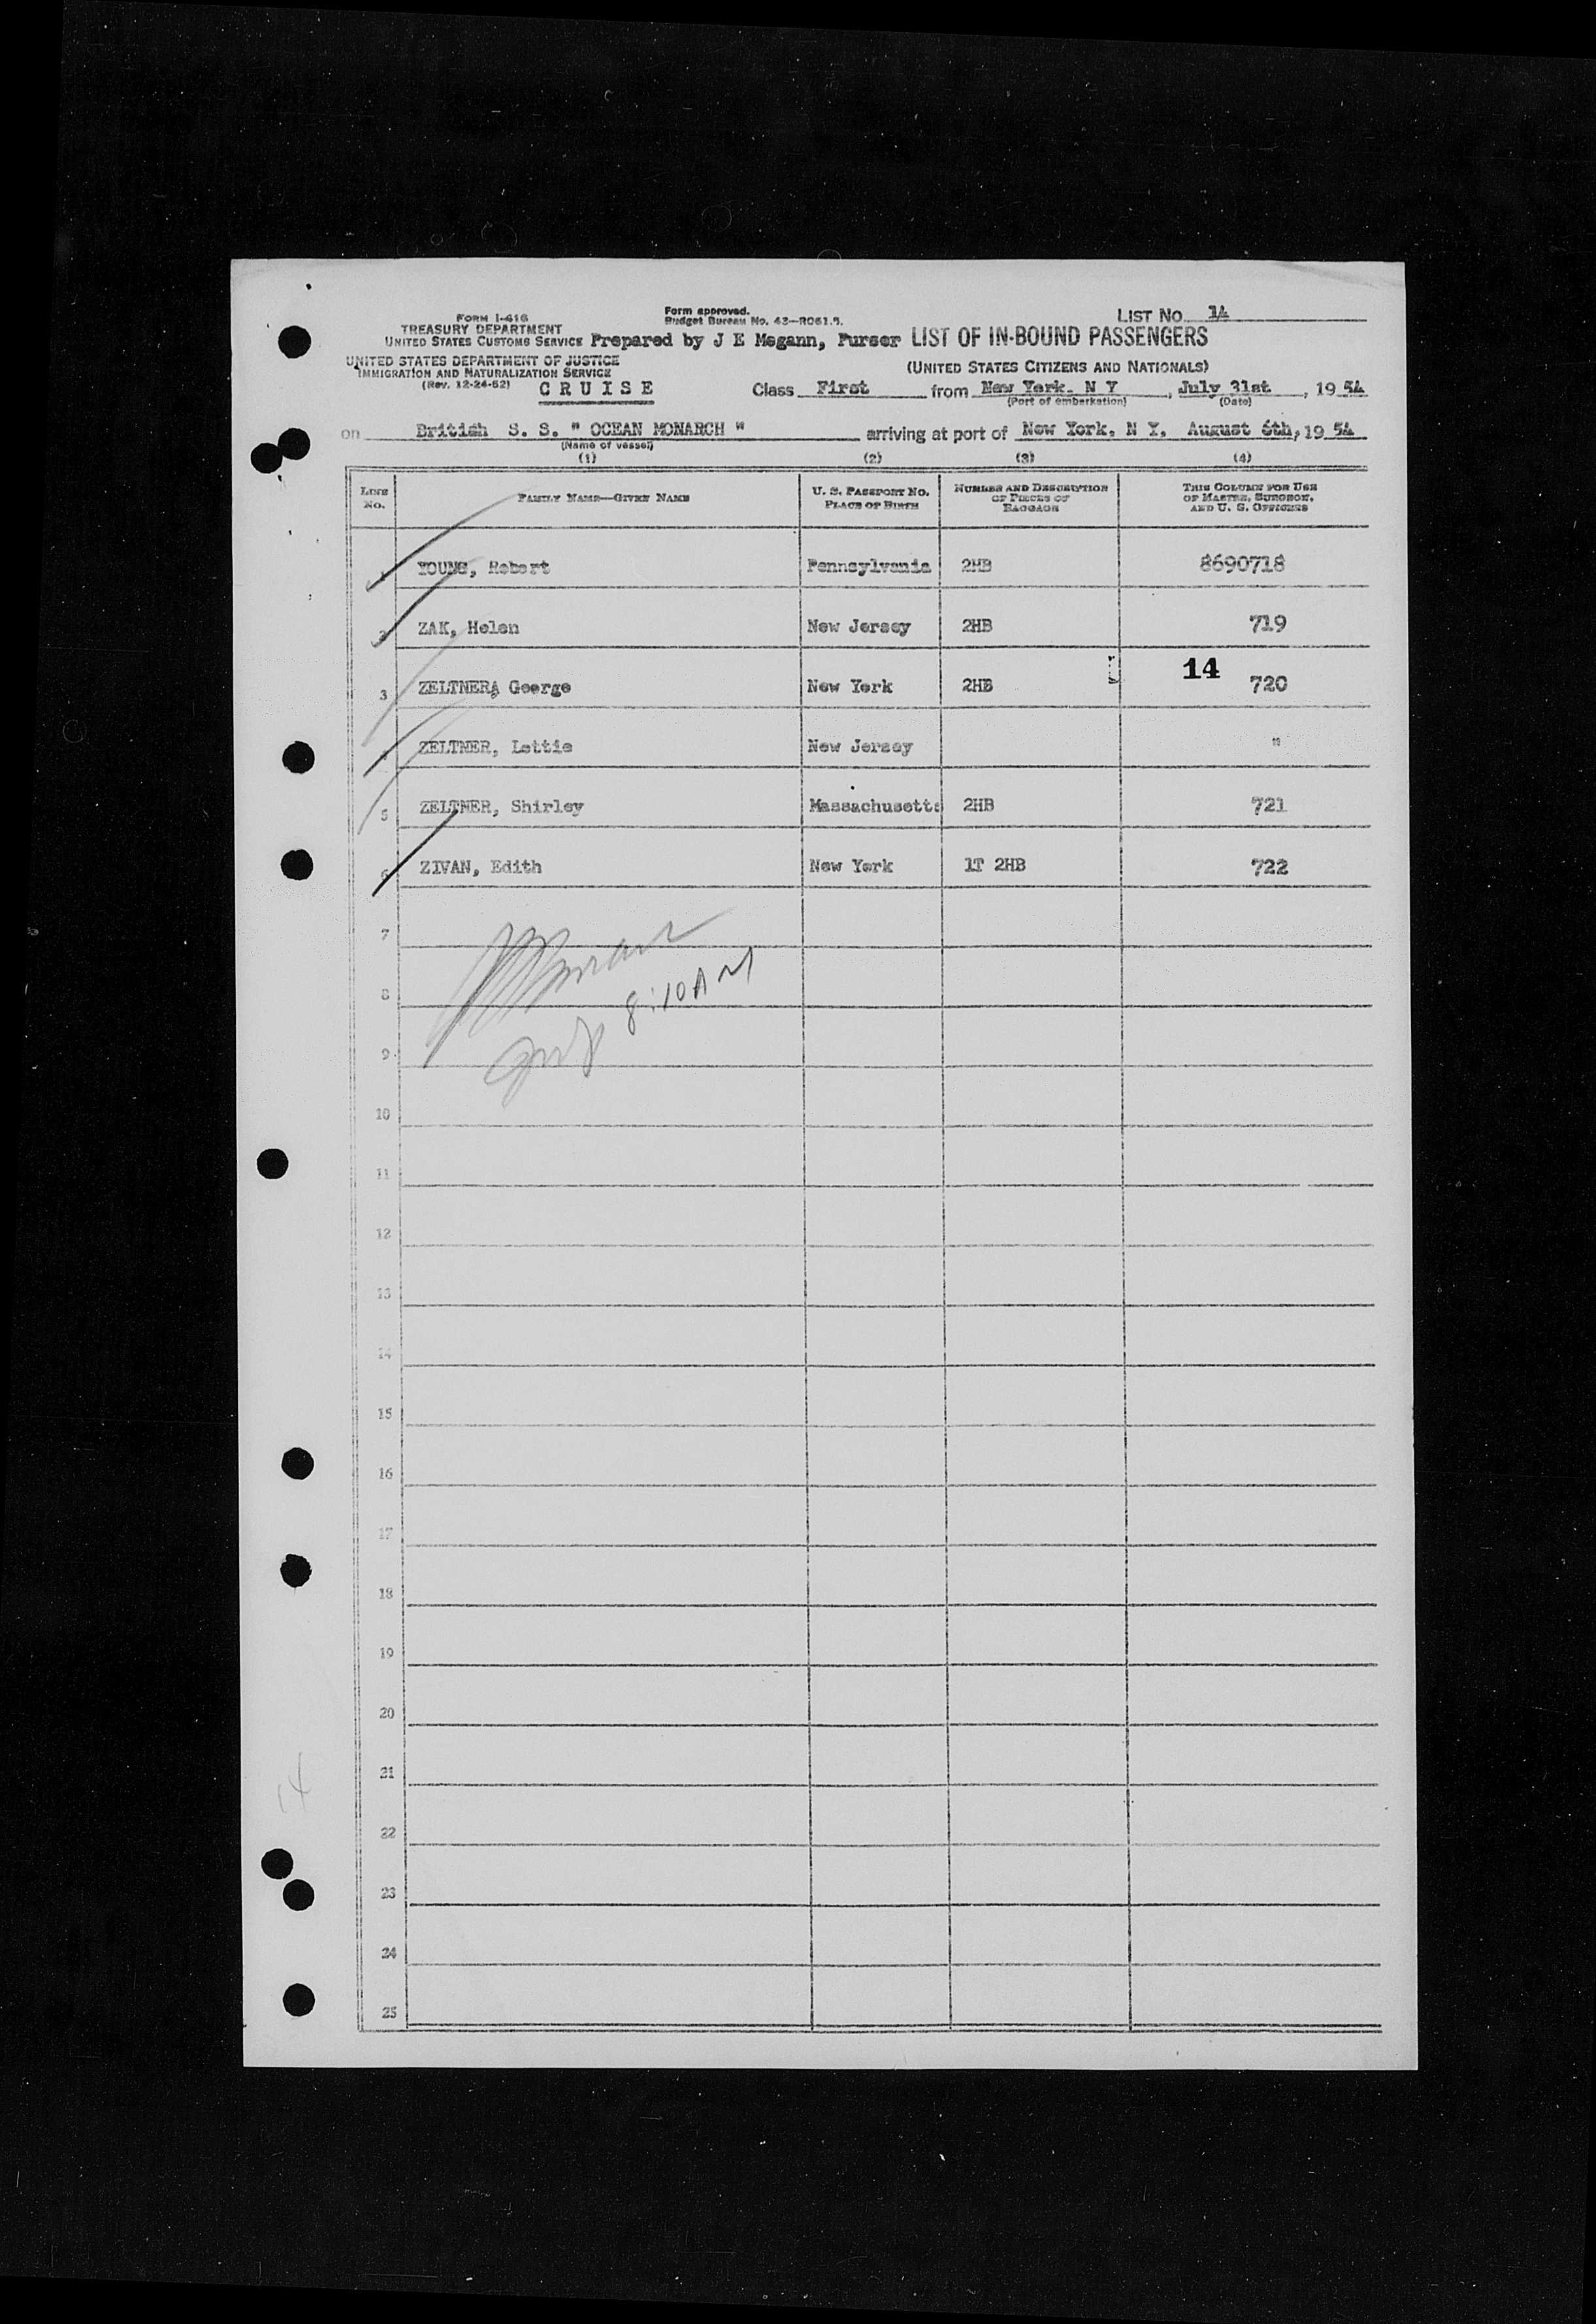 FORM I-416
TREASURY DEPARTMENT
UNITED STATES CUSTOMS SERVICE
UNITED STATES DEPARTMENT OF JUSTICE
IMMIGRATION AND NATURALIZATION SERVICE
(Rev. 12-24-52)
CRUISE
Form approved.
Budget Bureau No. 43—R061.5.
Prepared by J E Megann, Purser
LIST No. 14
LIST OF IN-BOUND PASSENGERS
(UNITED STATES CITIZENS AND NATIONALS)
Class First from New York. N Y, July 31st, 19 54
(Port of embarkation) (Date)
on British S. S. " OCEAN MONARCH " arriving at port of New York. N Y. August 6th, 19 54
(Name of vessel)
(1) (2) (3) (4)
LINE No. FAMILY NAME—GIVEN NAME U. S. PASSPORT No. PLACE OF BIRTH NUMBER AND DESCRIPTION OF PIECES OF BAGGAGE THIS COLUMN FOR USE OF MASTER, SURGEON, AND U. S. OFFICERS
1 YOUNG, Robert Pennsylvania 2HB 8690718
2 ZAK, Helen New Jersey 2HB 719
14
3 ZELTNER, George New York 2HB 720
4 ZELTNER, Lottie New Jersey "
5 ZELTNER, Shirley Massachusetts 2HB 721
6 ZIVAN, Edith New York 1T 2HB 722
7
8:10 AM
8
9
10
11
12
13
14
15
16
17
18
19
20
21
14
22
23
24
25